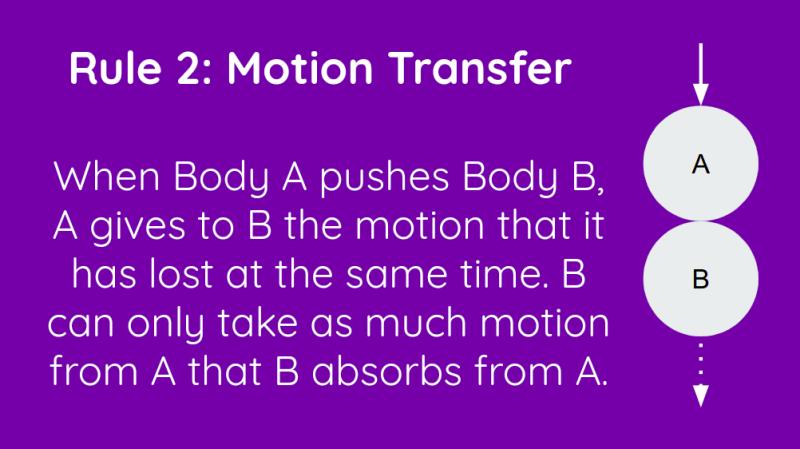 Rule 2: Motion Transfer
When Body A pushes Body B,
A gives to B the motion that it
has lost at the same time. B
can only take as much motion
from A that B absorbs from A.
A
B